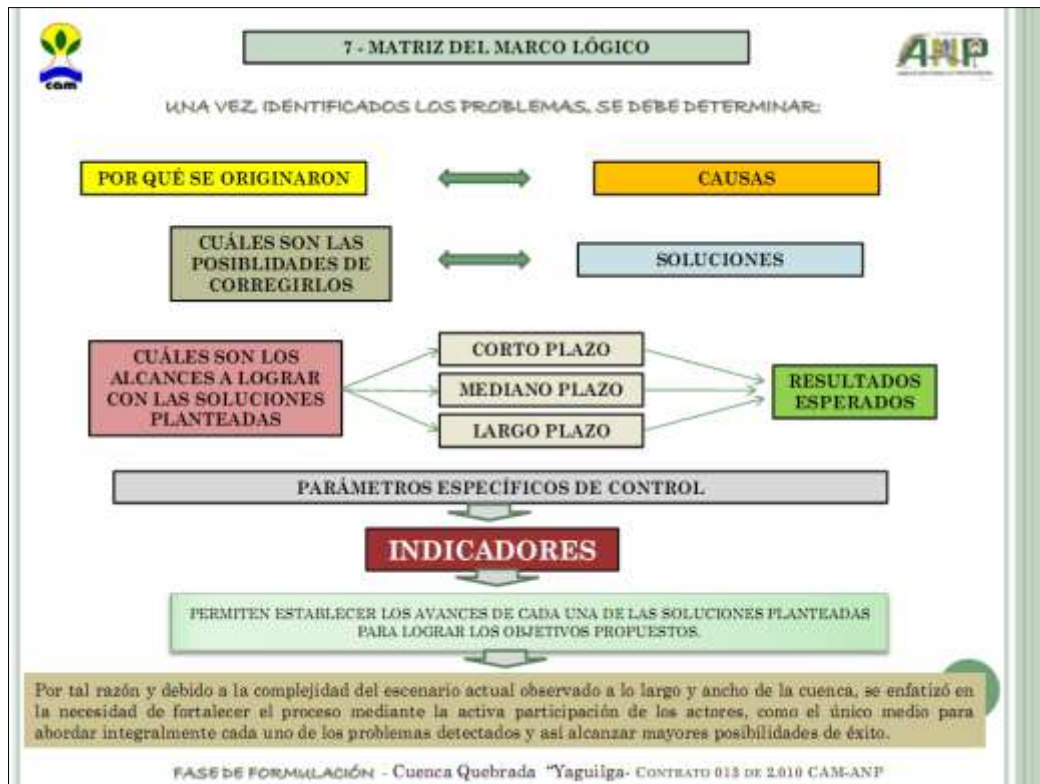 cam
7 - MATRIZ DEL MARCO LÓGICO
ANP
UNA VEZ IDENTIFICADOS LOS PROBLEMAS, SE DEBE DETERMINAR:
POR QUÉ SE ORIGINARON
CAUSAS
CUÁLES SON LAS
POSIBLIDADES DE
CORREGIRLOS
SOLUCIONES
CUÁLES SON LOS
ALCANCES A LOGRAR
CON LAS SOLUCIONES
PLANTEADAS
CORTO PLAZO
MEDIANO PLAZO
LARGO PLAZO
RESULTADOS
ESPERADOS
PARÁMETROS ESPECÍFICOS DE CONTROL
INDICADORES
PERMITEN ESTABLECER LOS AVANCES DE CADA UNA DE LAS SOLUCIONES PLANTEADAS
PARA LOGRAR LOS OBJETIVOS PROPUESTOS.
Por tal razón y debido a la complejidad del escenario actual observado a lo largo y ancho de la cuenca, se enfatizó en
la necesidad de fortalecer el proceso mediante la activa participación de los actores, como el único medio para
abordar integralmente cada uno de los problemas detectados y así alcanzar mayores posibilidades de éxito.
FASE DE FORMULACIÓN - Cuenca Quebrada "Yaguilga- CONTRATO 013 DE 2.010 CAM-ANP